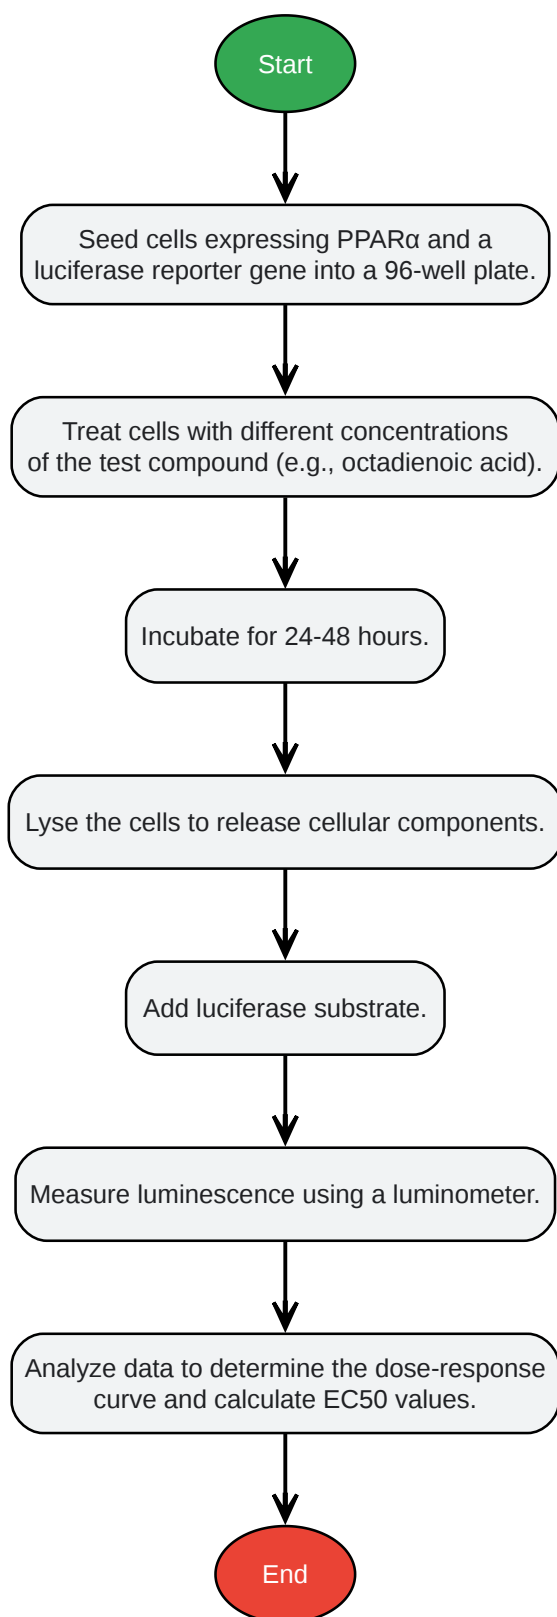 Start
Seed cells expressing PPARα and a
luciferase reporter gene into a 96-well plate.
Treat cells with different concentrations
of the test compound (e.g., octadienoic acid).
Incubate for 24-48 hours.
Lyse the cells to release cellular components.
Add luciferase substrate.
Measure luminescence using a luminometer.
Analyze data to determine the dose-response
curve and calculate EC50 values.
End